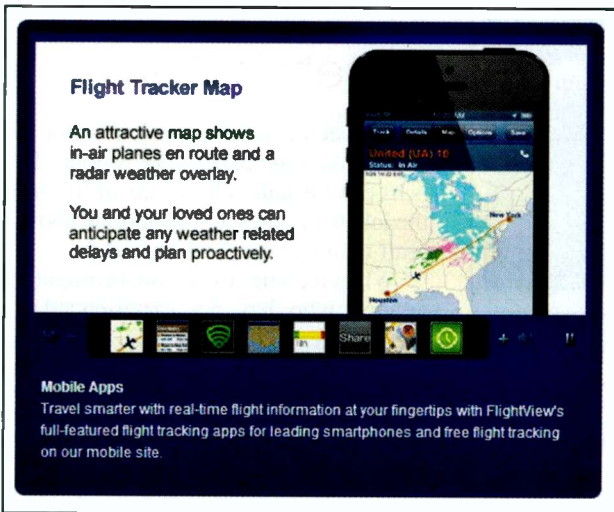 Flight Tracker Map
An attractive map shows
in-air planes en route and a
radar weather overlay.
You and your loved ones can
anticipate any weather related
delays and plan proactively.
Track Details Map Options Save
United (UA) 16
Status: In Air
New York
Houston
Share
Mobile Apps
Travel smarter with real-time flight information at your fingertips with FlightView's
full-featured flight tracking apps for leading smartphones and free flight tracking
on our mobile site.